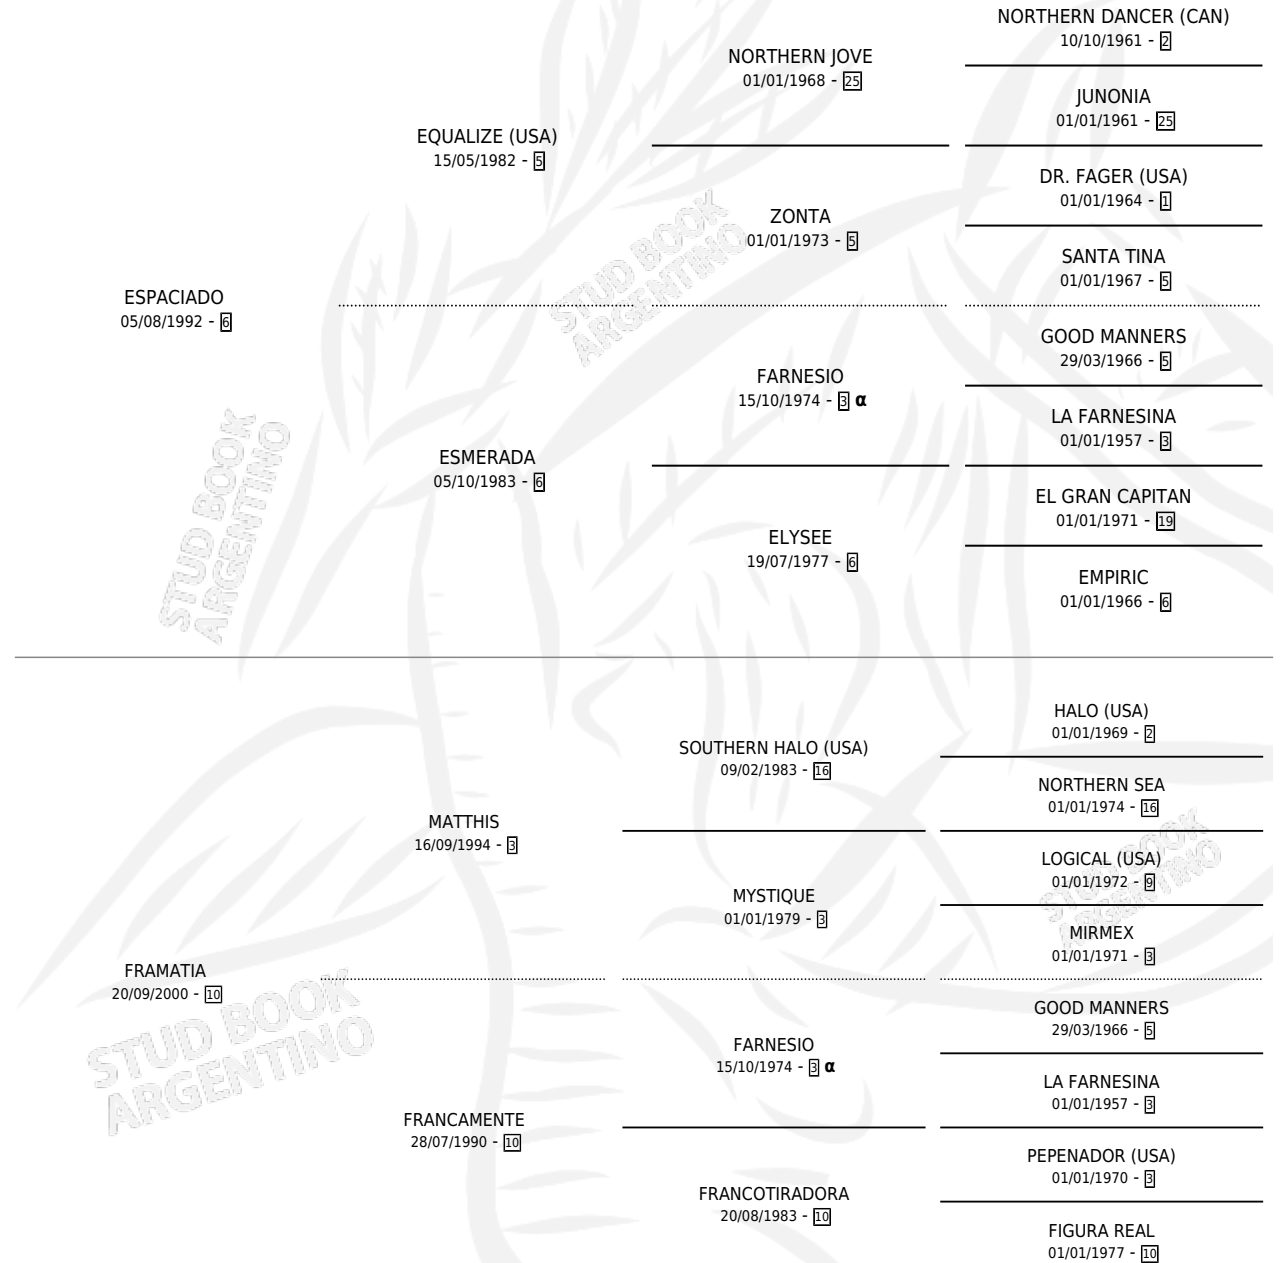 NORTHERN DANCER (CAN)
10/10/1961 - 2
NORTHERN JOVE
01/01/1968 - 25
JUNONIA
01/01/1961 - 25
EQUALIZE (USA)
15/05/1982 - 5
DR. FAGER (USA)
01/01/1964 - 1
ZONTA
01/01/1973 - 5
SANTA TINA
01/01/1967 - 5
ESPACIADO
05/08/1992 - 6
GOOD MANNERS
29/03/1966 - 5
FARNESIO
15/10/1974 - 3 α
LA FARNESINA
01/01/1957 - 3
ESMERADA
05/10/1983 - 6
EL GRAN CAPITAN
01/01/1971 - 19
ELYSEE
19/07/1977 - 6
EMPIRIC
01/01/1966 - 6
HALO (USA)
01/01/1969 - 2
SOUTHERN HALO (USA)
09/02/1983 - 16
NORTHERN SEA
01/01/1974 - 16
MATTHIS
16/09/1994 - 3
LOGICAL (USA)
01/01/1972 - 9
MYSTIQUE
01/01/1979 - 3
MIRMEX
01/01/1971 - 3
FRAMATIA
20/09/2000 - 10
GOOD MANNERS
29/03/1966 - 5
FARNESIO
15/10/1974 - 3 α
LA FARNESINA
01/01/1957 - 3
FRANCAMENTE
28/07/1990 - 10
PEPENADOR (USA)
01/01/1970 - 3
FRANCOTIRADORA
20/08/1983 - 10
FIGURA REAL
01/01/1977 - 10
STUD BOOK
ARGENTINO
STUD BOOK
ARGENTINO
STUD BOOK
ARGENTINO
STUD BOOK
ARGENTINO